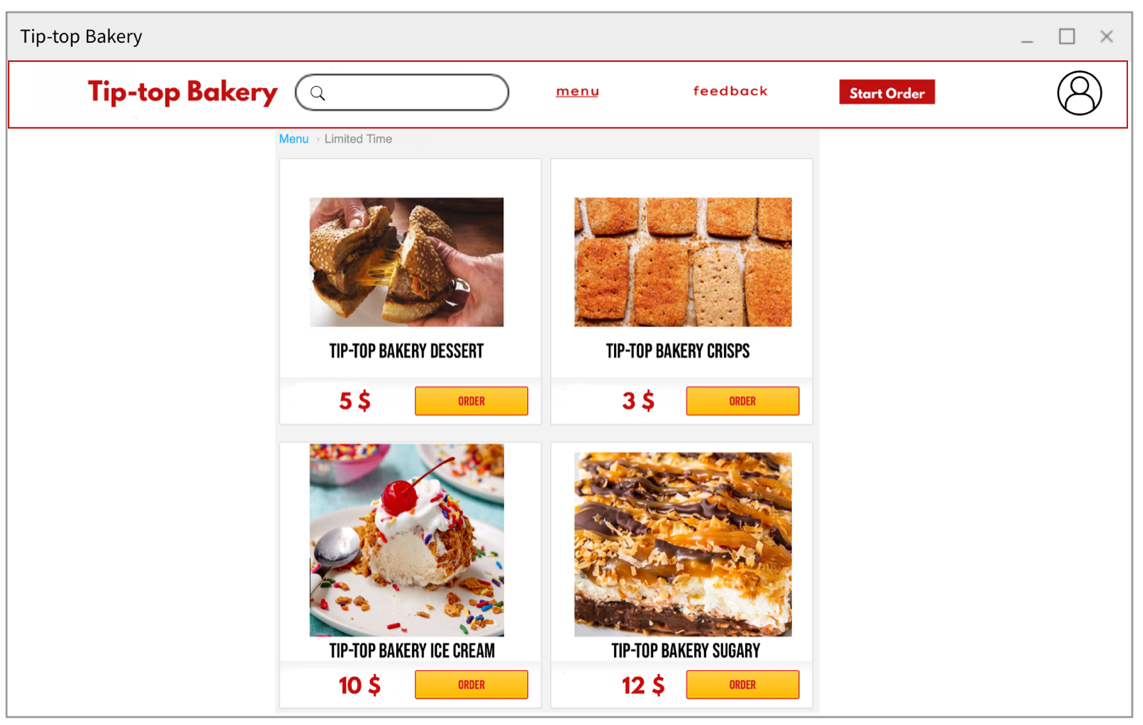 Tip-top Bakery
Tip-top Bakery menu feedback Start Order
Menu › Limited Time
TIP-TOP BAKERY DESSERT
5 $ ORDER
TIP-TOP BAKERY CRISPS
3 $ ORDER
TIP-TOP BAKERY ICE CREAM
10 $ ORDER
TIP-TOP BAKERY SUGARY
12 $ ORDER